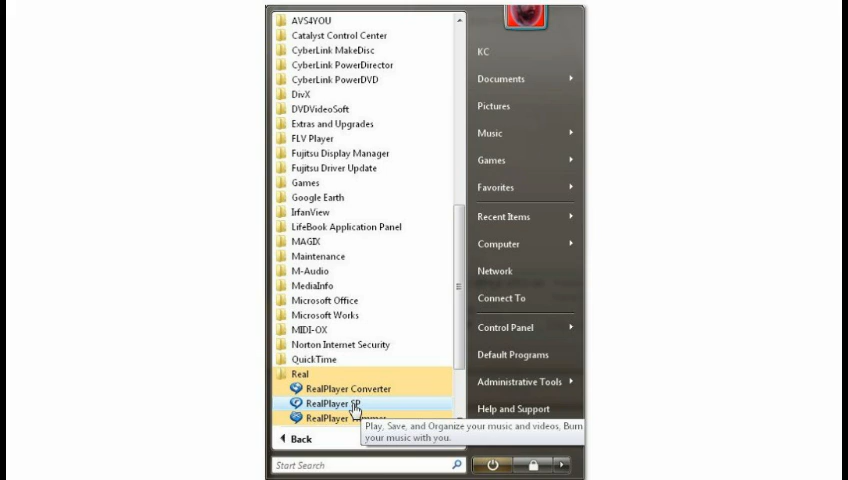 AVS4YOU
Catalyst Control Center
CyberLink MakeDisc
CyberLink PowerDirector
CyberLink PowerDVD
DivX
DVDVideoSoft
Extras and Upgrades
FLV Player
Fujitsu Display Manager
Fujitsu Driver Update
Games
Google Earth
IrfanView
LifeBook Application Panel
MAGIX
Maintenance
M-Audio
MediaInfo
Microsoft Office
Microsoft Works
MIDI-OX
Norton Internet Security
QuickTime
Real
RealPlayer Converter
RealPlayer SP
RealPlayer
Back
Start Search
KC
Documents
Pictures
Music
Games
Favorites
Recent Items
Computer
Network
Connect To
Control Panel
Default Programs
Administrative Tools
Help and Support
Play, Save, and Organize your music and videos, Burn
your music with you.